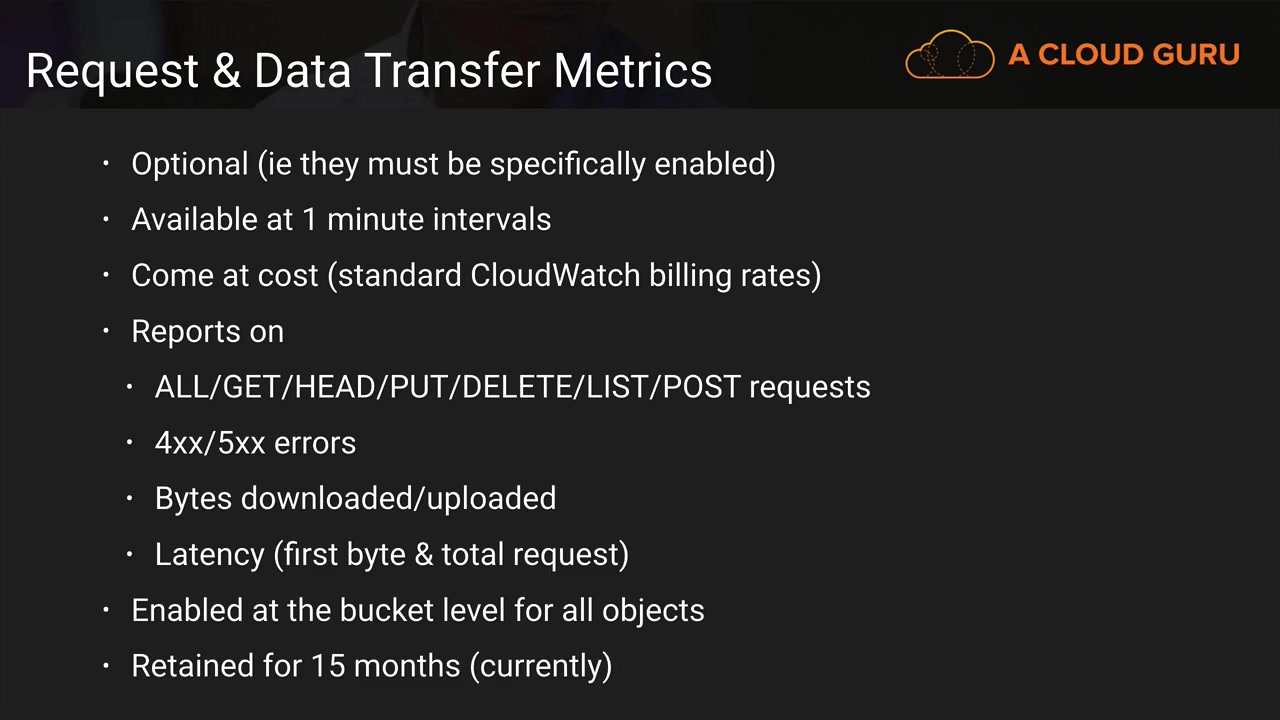 Request & Data Transfer Metrics
A CLOUD GURU
• Optional (ie they must be specifically enabled)
• Available at 1 minute intervals
• Come at cost (standard CloudWatch billing rates)
• Reports on
• ALL/GET/HEAD/PUT/DELETE/LIST/POST requests
• 4xx/5xx errors
• Bytes downloaded/uploaded
• Latency (first byte & total request)
• Enabled at the bucket level for all objects
• Retained for 15 months (currently)